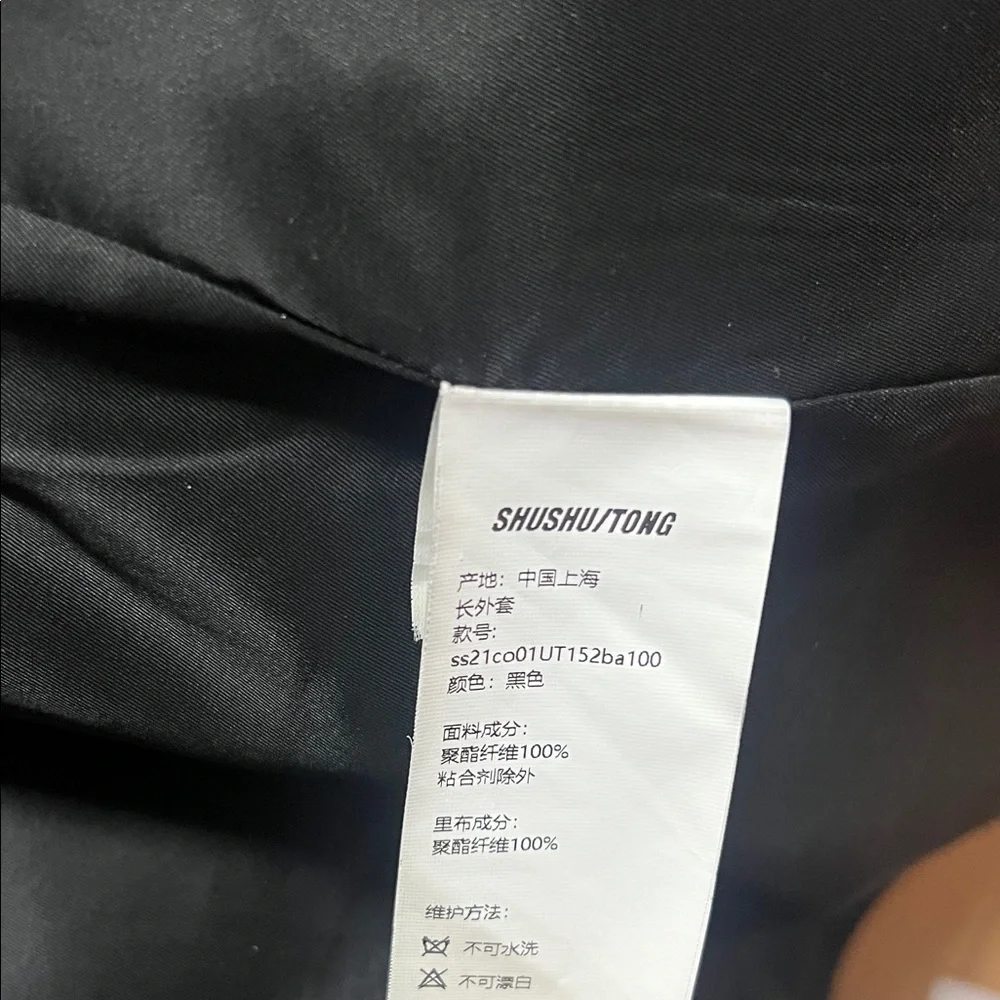 SHUSHU/TONG
产地：中国上海
长外套
款号:
ss21co01UT152ba100
颜色：黑色
面料成分：
聚酯纤维100%
粘合剂除外
里布成分：
聚酯纤维100%
维护方法：
不可水洗
不可漂白